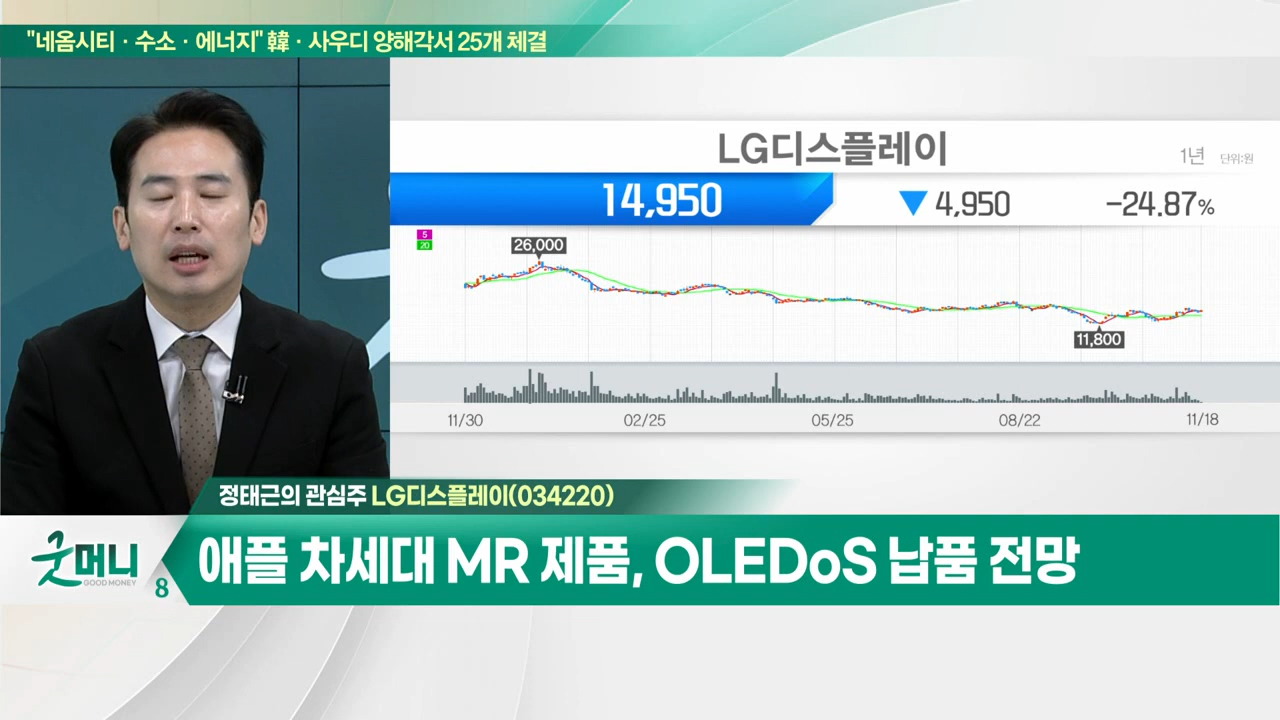 "네옴시티·수소·에너지" 韓·사우디 양해각서 25개 체결
LG디스플레이
1년 단위:원
14,950 ▼4,950 -24.87%
5
20
26,000
11,800
11/30 02/25 05/25 08/22 11/18
정태근의 관심주 LG디스플레이(034220)
굿머니
GOOD MONEY
8
애플 차세대 MR 제품, OLEDoS 납품 전망